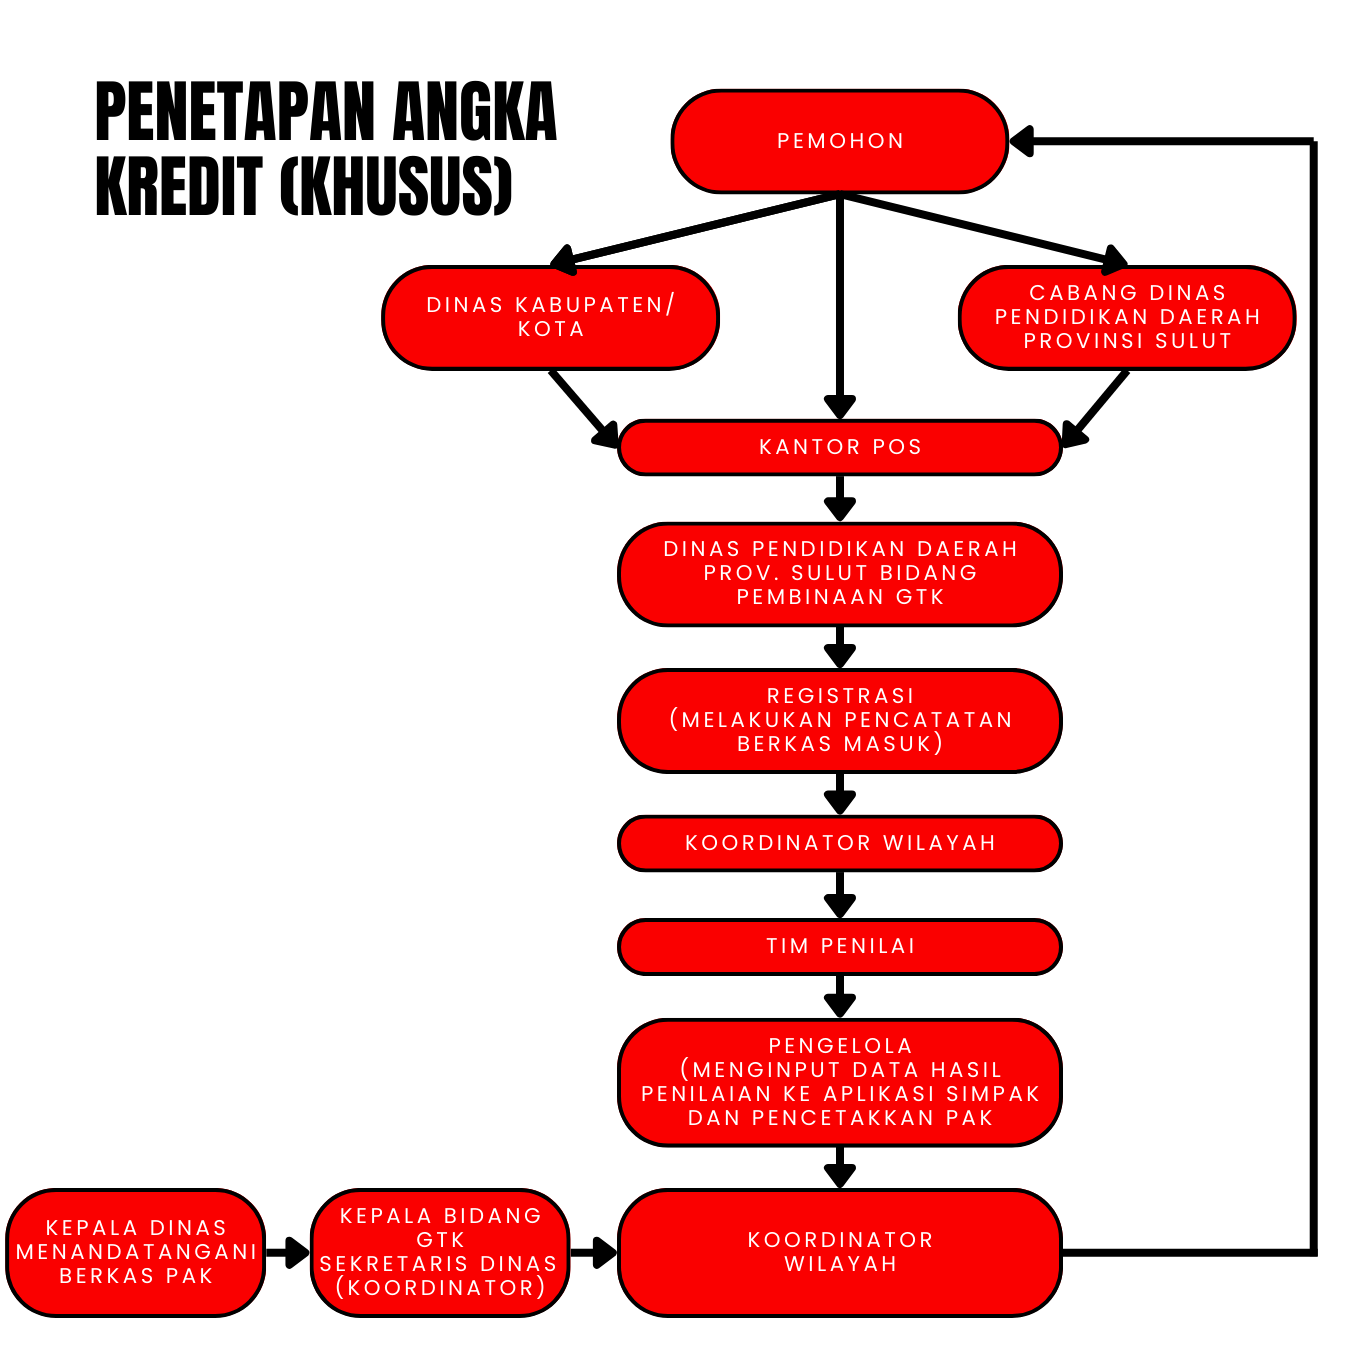 PENETAPAN ANGKA
KREDIT (KHUSUS)
PEMOHON
DINAS KABUPATEN/
KOTA
CABANG DINAS
PENDIDIKAN DAERAH
PROVINSI SULUT
KANTOR POS
DINAS PENDIDIKAN DAERAH
PROV. SULUT BIDANG
PEMBINAAN GTK
REGISTRASI
(MELAKUKAN PENCATATAN
BERKAS MASUK)
KOORDINATOR WILAYAH
TIM PENILAI
PENGELOLA
(MENGINPUT DATA HASIL
PENILAIAN KE APLIKASI SIMPAK
DAN PENCETAKKAN PAK
KEPALA DINAS
MENANDATANGANI
BERKAS PAK
KEPALA BIDANG
GTK
SEKRETARIS DINAS
(KOORDINATOR)
KOORDINATOR
WILAYAH